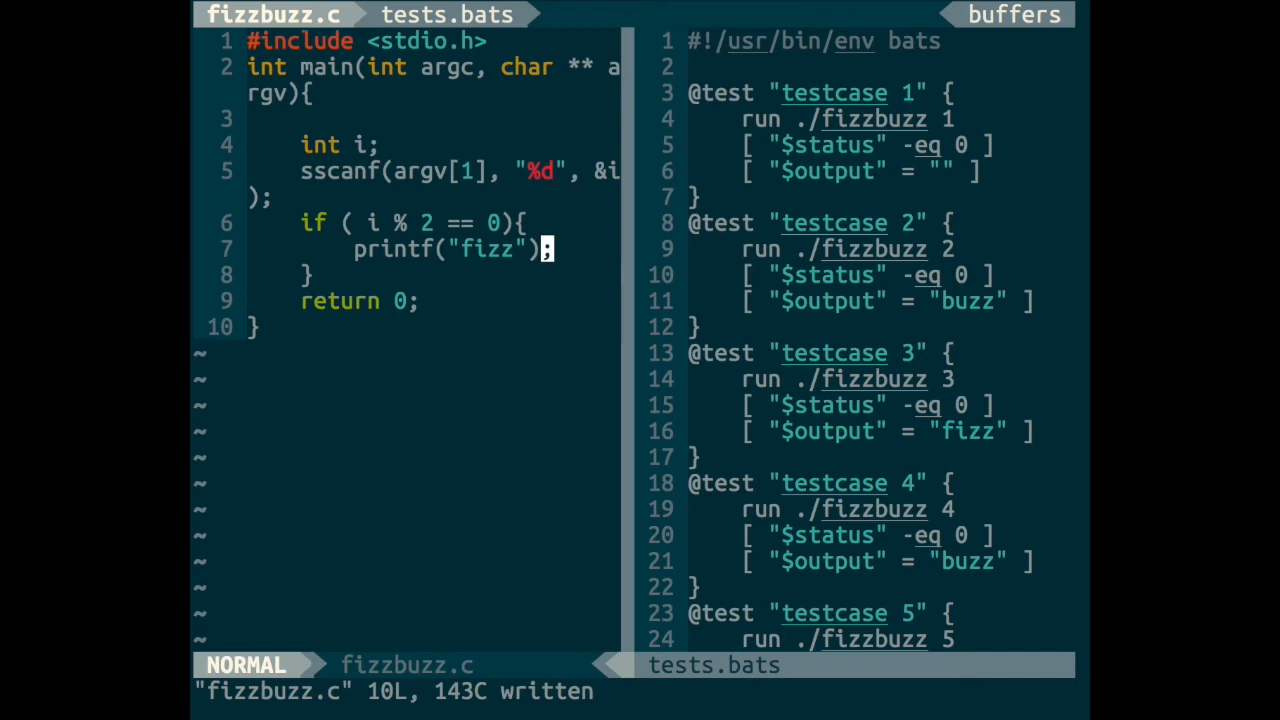 fizzbuzz.c tests.bats buffers
1 #include <stdio.h>
2 int main(int argc, char ** a
rgv){
3
4 int i;
5 sscanf(argv[1], "%d", &i
);
6 if ( i % 2 == 0){
7 printf("fizz");
8 }
9 return 0;
10 }
~
~
~
~
~
~
~
~
~
~
~
~
1 #!/usr/bin/env bats
2
3 @test "testcase 1" {
4 run ./fizzbuzz 1
5 [ "$status" -eq 0 ]
6 [ "$output" = "" ]
7 }
8 @test "testcase 2" {
9 run ./fizzbuzz 2
10 [ "$status" -eq 0 ]
11 [ "$output" = "buzz" ]
12 }
13 @test "testcase 3" {
14 run ./fizzbuzz 3
15 [ "$status" -eq 0 ]
16 [ "$output" = "fizz" ]
17 }
18 @test "testcase 4" {
19 run ./fizzbuzz 4
20 [ "$status" -eq 0 ]
21 [ "$output" = "buzz" ]
22 }
23 @test "testcase 5" {
24 run ./fizzbuzz 5
NORMAL fizzbuzz.c tests.bats
"fizzbuzz.c" 10L, 143C written